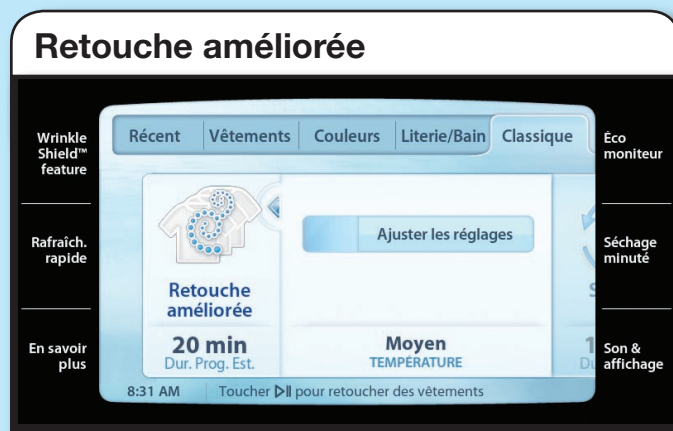 Retouche améliorée
Wrinkle
Shield™
feature
Rafraîch.
rapide
En savoir
plus
Récent
Vêtements
Couleurs
Literie/Bain
Classique
Ajuster les réglages
Retouche
améliorée
20 min
Dur. Prog. Est.
Moyen
TEMPÉRATURE
8:31 AM
Toucher ▷II pour retoucher des vêtements
Éco
moniteur
Séchage
minuté
Son &
affichage